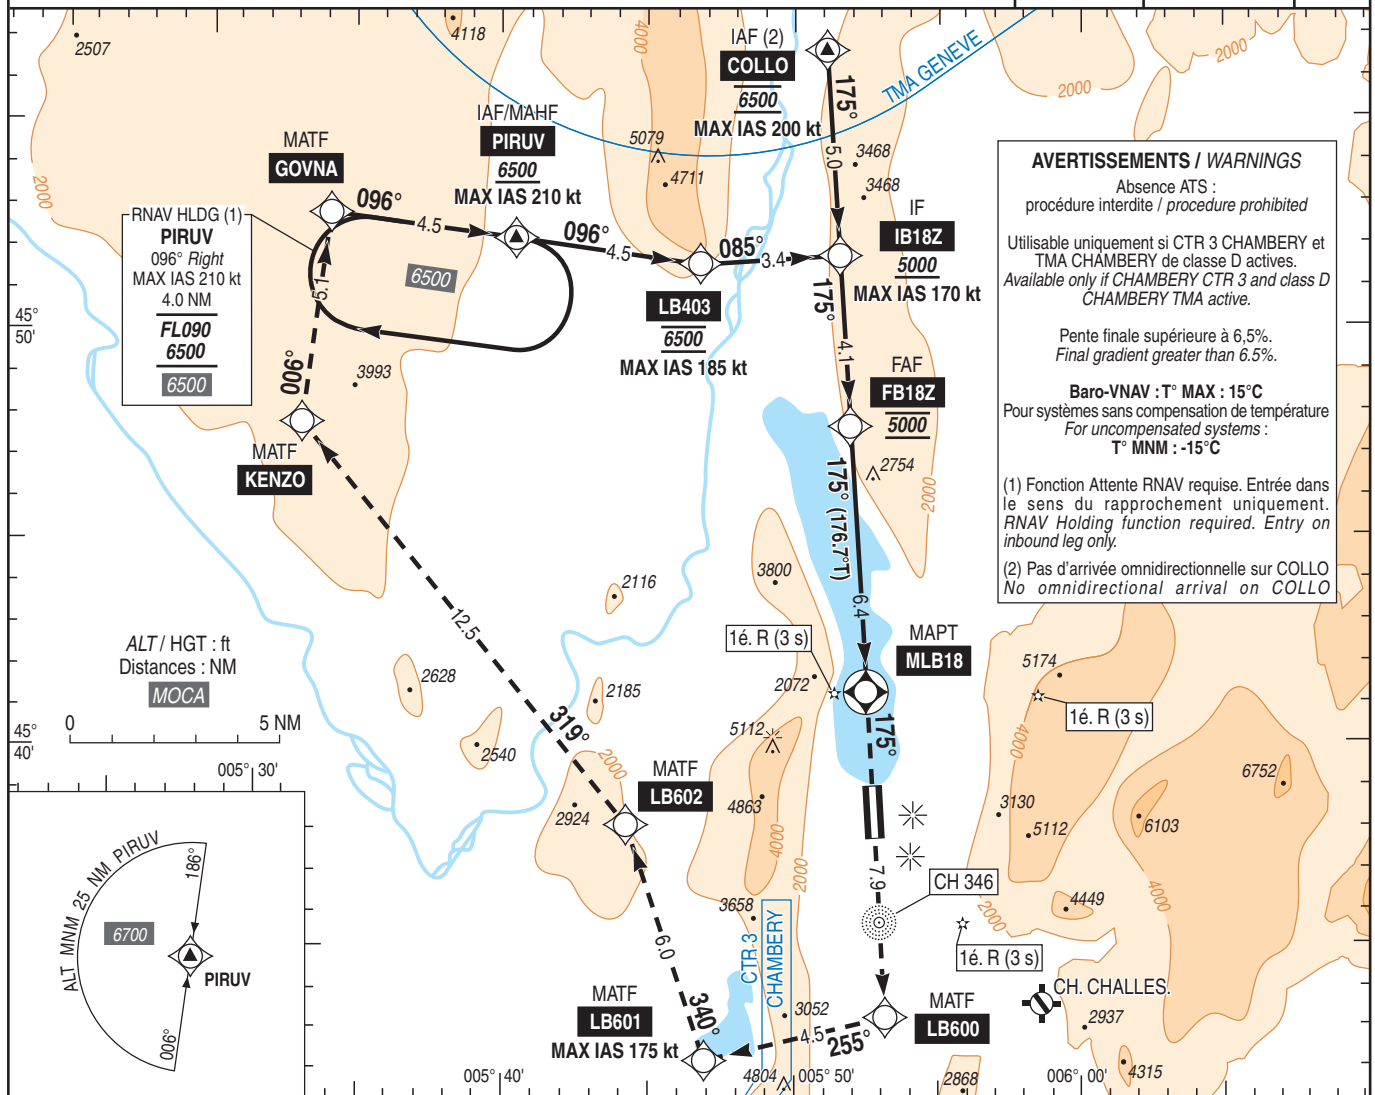 2507
4118
4000
IAF (2)
COLLO
6500
MAX IAS 200 kt
175°
5.0
TMA GENEVE
2000
2000
IAF/MAHF
PIRUV
6500
MAX IAS 210 kt
MATF
GOVNA
5079
4711
3468
3468
2000
096°
4.5
096°
4.5
085°
3.4
IF
IB18Z
5000
MAX IAS 170 kt
RNAV HLDG (1)
PIRUV
096° Right
MAX IAS 210 kt
4.0 NM
FL090
6500
6500
6500
5.1
006°
LB403
6500
MAX IAS 185 kt
175°
4.1
45°
50'
3993
FAF
FB18Z
5000
MATF
KENZO
2754
2000
175° (176.7°T)
6.4
AVERTISSEMENTS / WARNINGS
Absence ATS :
procédure interdite / procedure prohibited
Utilisable uniquement si CTR 3 CHAMBERY et
TMA CHAMBERY de classe D actives.
Available only if CHAMBERY CTR 3 and class D
CHAMBERY TMA active.
Pente finale supérieure à 6,5%.
Final gradient greater than 6.5%.
Baro-VNAV : T° MAX : 15°C
Pour systèmes sans compensation de température
For uncompensated systems :
T° MNM : -15°C
(1) Fonction Attente RNAV requise. Entrée dans
le sens du rapprochement uniquement.
RNAV Holding function required. Entry on
inbound leg only.
(2) Pas d'arrivée omnidirectionnelle sur COLLO
No omnidirectional arrival on COLLO
3800
2116
12.5
ALT / HGT : ft
Distances : NM
MOCA
0 5 NM
45°
40'
005° 30'
1é. R (3 s)
2072
MAPT
MLB18
5174
1é. R (3 s)
4000
2628
2185
2540
319°
2000
5112
175°
6752
MATF
LB602
2924
4863
4000
2000
3130
5112
6103
ALT MNM 25 NM PIRUV
186°
6700
PIRUV
006°
7.9
CH 346
4449
2000
4000
3658
1é. R (3 s)
6.0
CTR 3
CHAMBERY
CH. CHALLES.
MATF
LB601
MAX IAS 175 kt
340°
3052
4.5
255°
MATF
LB600
2937
4315
2868
4804
005° 40'
005° 50'
006° 00'